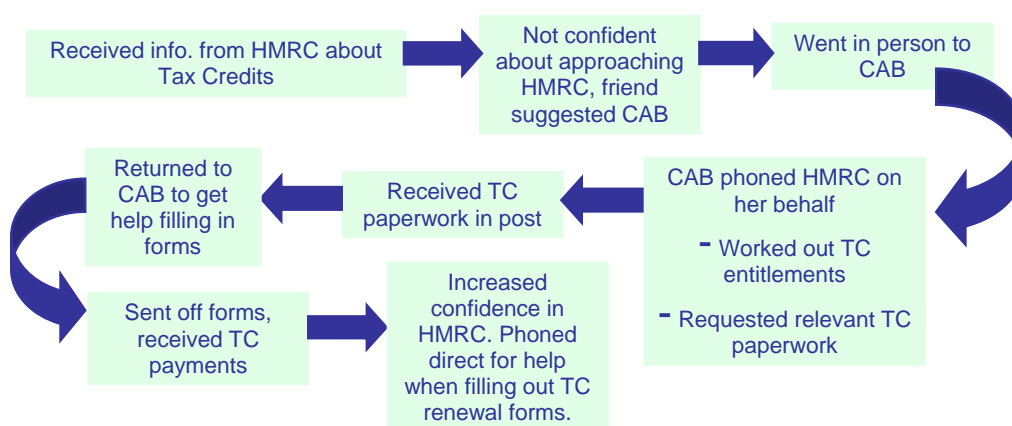 Received info. from HMRC about
Tax Credits
Not confident
about approaching
HMRC, friend
suggested CAB
Went in person to
CAB
CAB phoned HMRC on
her behalf
- Worked out TC
entitlements
- Requested relevant TC
paperwork
Received TC
paperwork in post
Returned to
CAB to get
help filling in
forms
Sent off forms,
received TC
payments
Increased
confidence in
HMRC. Phoned
direct for help
when filling out TC
renewal forms.